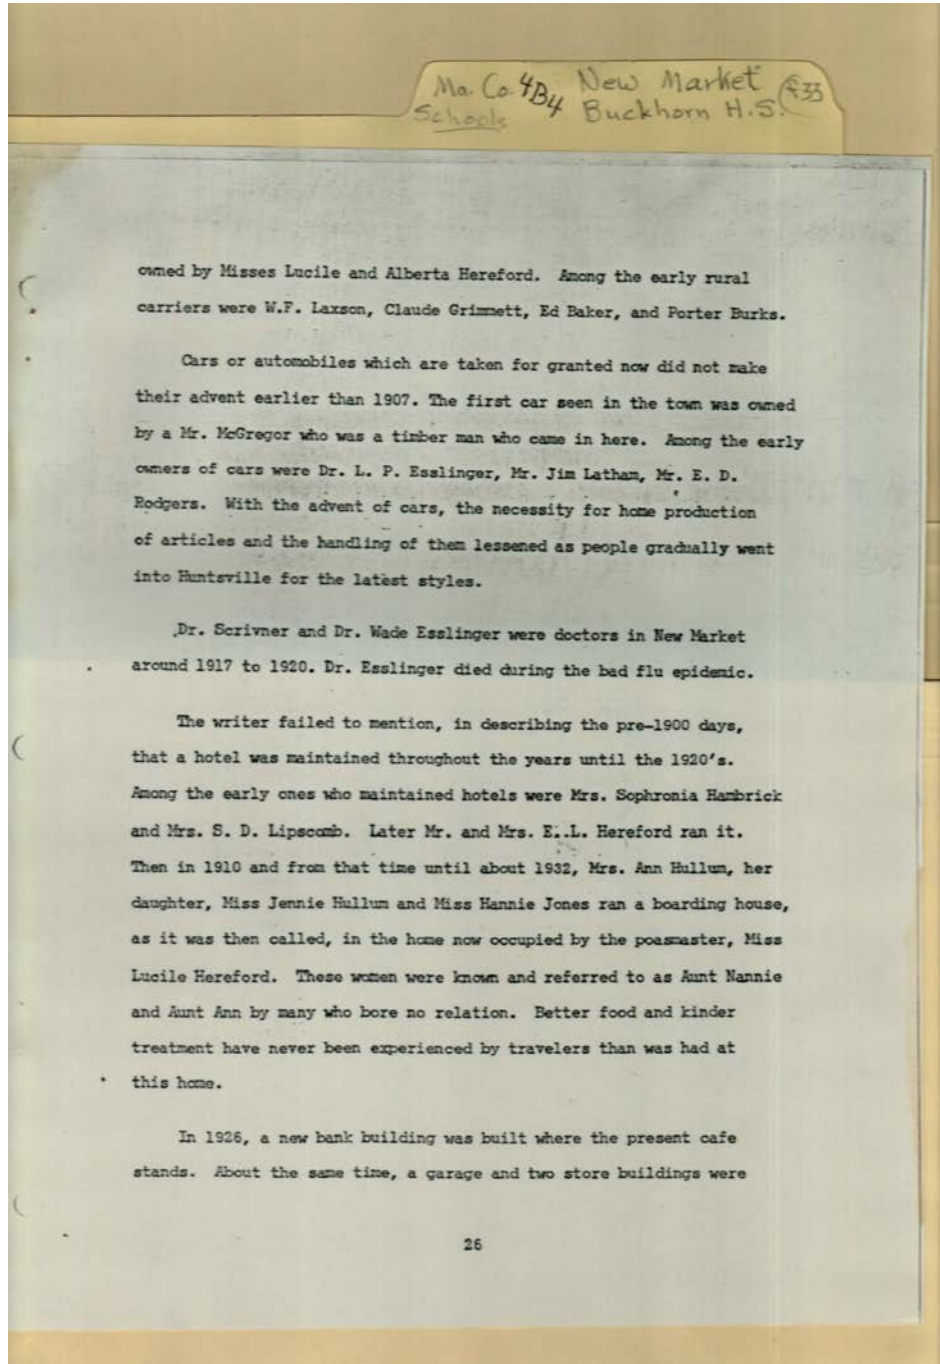 Ma. Co. 4B4 New Market
Schools Buckhorn H.S. F33
owned by Misses Lucile and Alberta Hereford. Among the early rural
carriers were W.F. Laxson, Claude Grimmett, Ed Baker, and Porter Burks.
Cars or automobiles which are taken for granted now did not make
their advent earlier than 1907. The first car seen in the town was owned
by a Mr. McGregor who was a timber man who came in here. Among the early
owners of cars were Dr. L. P. Esslinger, Mr. Jim Latham, Mr. E. D.
Rodgers. With the advent of cars, the necessity for home production
of articles and the handling of them lessened as people gradually went
into Huntsville for the latest styles.
Dr. Scrivner and Dr. Wade Esslinger were doctors in New Market
around 1917 to 1920. Dr. Esslinger died during the bad flu epidemic.
The writer failed to mention, in describing the pre-1900 days,
that a hotel was maintained throughout the years until the 1920's.
Among the early ones who maintained hotels were Mrs. Sophronia Hambrick
and Mrs. S. D. Lipscomb. Later Mr. and Mrs. E. L. Hereford ran it.
Then in 1910 and from that time until about 1932, Mrs. Ann Hullum, her
daughter, Miss Jennie Hullum and Miss Hannie Jones ran a boarding house,
as it was then called, in the home now occupied by the poasmaster, Miss
Lucile Hereford. These women were known and referred to as Aunt Nannie
and Aunt Ann by many who bore no relation. Better food and kinder
treatment have never been experienced by travelers than was had at
this home.
In 1926, a new bank building was built where the present cafe
stands. About the same time, a garage and two store buildings were
26